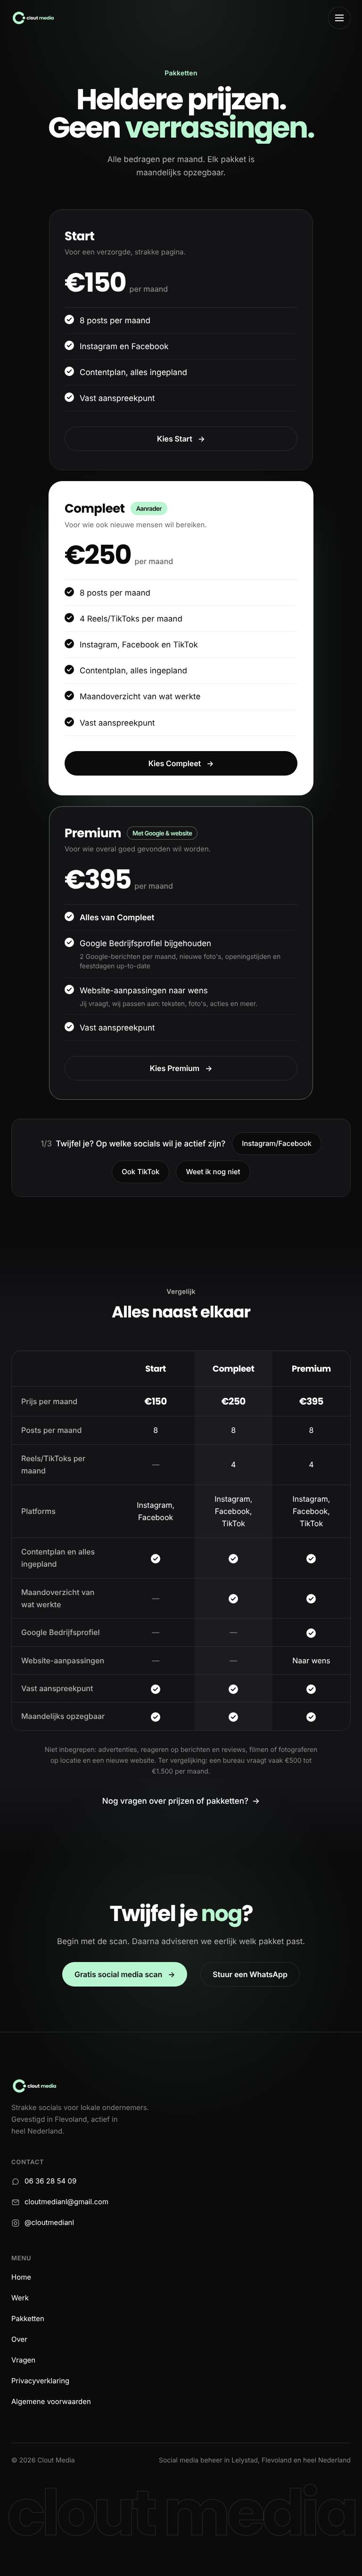 clout media
Pakketten
Heldere prijzen.
Geen verrassingen.
Alle bedragen per maand. Elk pakket is
maandelijks opzegbaar.
Start
Voor een verzorgde, strakke pagina.
€150 per maand
8 posts per maand
Instagram en Facebook
Contentplan, alles ingepland
Vast aanspreekpunt
Kies Start →
Compleet Aanrader
Voor wie ook nieuwe mensen wil bereiken.
€250 per maand
8 posts per maand
4 Reels/TikToks per maand
Instagram, Facebook en TikTok
Contentplan, alles ingepland
Maandoverzicht van wat werkte
Vast aanspreekpunt
Kies Compleet →
Premium Met Google & website
Voor wie overal goed gevonden wil worden.
€395 per maand
Alles van Compleet
Google Bedrijfsprofiel bijgehouden
2 Google-berichten per maand, nieuwe foto's, openingstijden en
feestdagen up-to-date
Website-aanpassingen naar wens
Jij vraagt, wij passen aan: teksten, foto's, acties en meer.
Vast aanspreekpunt
Kies Premium →
1/3 Twijfel je? Op welke socials wil je actief zijn? Instagram/Facebook
Ook TikTok Weet ik nog niet
Vergelijk
Alles naast elkaar
Start Compleet Premium
Prijs per maand €150 €250 €395
Posts per maand 8 8 8
Reels/TikToks per
maand — 4 4
Platforms Instagram, Facebook Instagram, Facebook, TikTok Instagram, Facebook, TikTok
Contentplan en alles
ingepland
Maandoverzicht van
wat werkte —
Google Bedrijfsprofiel — —
Website-aanpassingen — — Naar wens
Vast aanspreekpunt
Maandelijks opzegbaar
Niet inbegrepen: advertenties, reageren op berichten en reviews, filmen of fotograferen
op locatie en een nieuwe website. Ter vergelijking: een bureau vraagt vaak €500 tot
€1.500 per maand.
Nog vragen over prijzen of pakketten? →
Twijfel je nog?
Begin met de scan. Daarna adviseren we eerlijk welk pakket past.
Gratis social media scan → Stuur een WhatsApp
clout media
Strakke socials voor lokale ondernemers.
Gevestigd in Flevoland, actief in
heel Nederland.
CONTACT
06 36 28 54 09
cloutmedianl@gmail.com
@cloutmedianl
MENU
Home
Werk
Pakketten
Over
Vragen
Privacyverklaring
Algemene voorwaarden
© 2026 Clout Media Social media beheer in Lelystad, Flevoland en heel Nederland
clout media